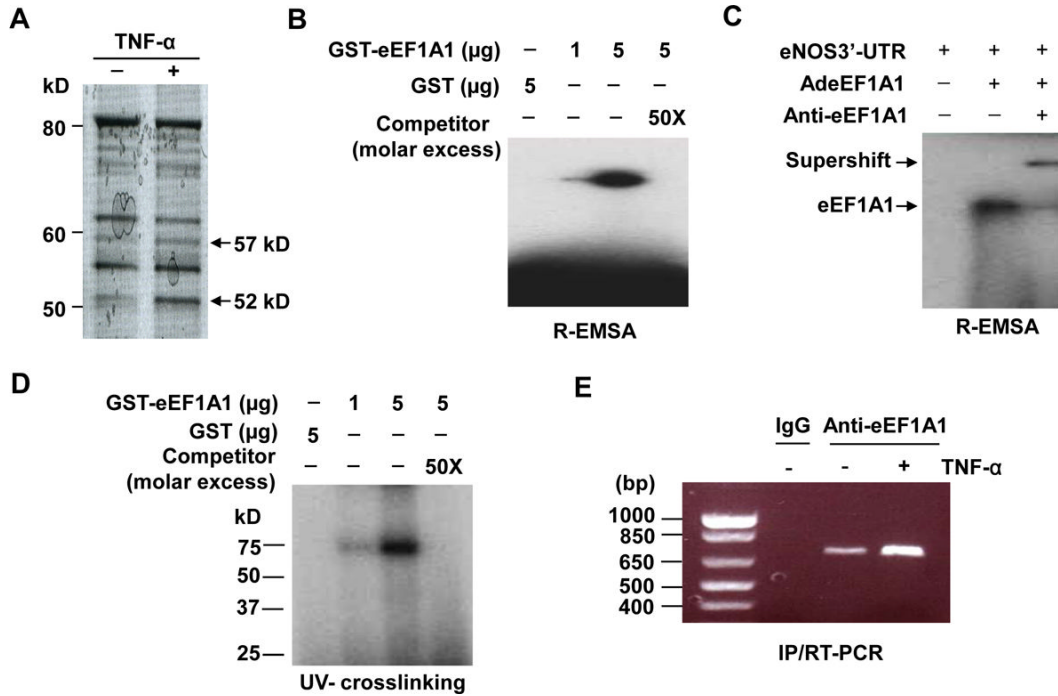 A
TNF-α
kD – +
80
60
57 kD
50
52 kD
B
GST-eEF1A1 (µg) – 1 5 5
GST (µg) 5 – – –
Competitor – – – 50X
(molar excess)
R-EMSA
C
eNOS3'-UTR + + +
AdeEF1A1 – + +
Anti-eEF1A1 – – +
Supershift
eEF1A1
R-EMSA
D
GST-eEF1A1 (µg) – 1 5 5
GST (µg) 5 – – –
Competitor – – – 50X
(molar excess)
kD
75
50
37
25
UV- crosslinking
E
IgG Anti-eEF1A1
- - + TNF-α
(bp)
1000
850
650
500
400
IP/RT-PCR